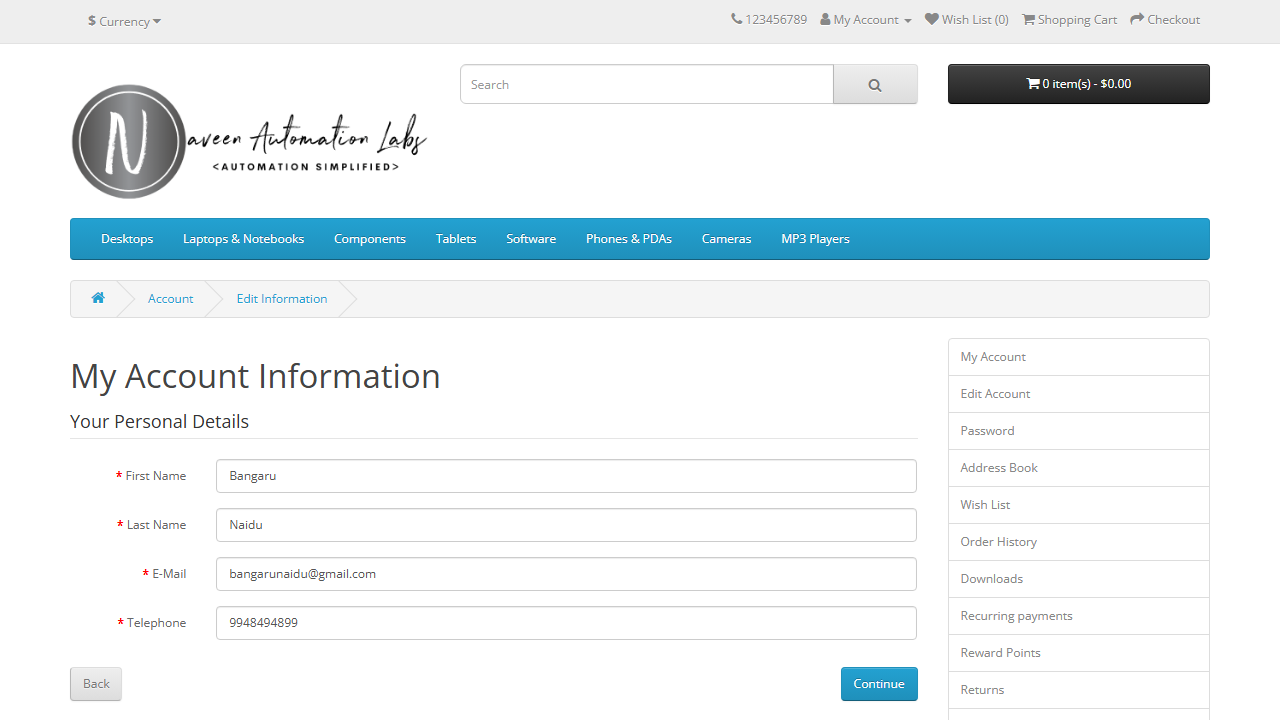 $ Currency
123456789 My Account Wish List (0) Shopping Cart Checkout
Search
0 item(s) - $0.00
N
aveen Automation Labs
<AUTOMATION SIMPLIFIED>
Desktops Laptops & Notebooks Components Tablets Software Phones & PDAs Cameras MP3 Players
Account Edit Information
My Account Information
Your Personal Details
* First Name Bangaru
* Last Name Naidu
* E-Mail bangarunaidu@gmail.com
* Telephone 9948494899
Back Continue
My Account
Edit Account
Password
Address Book
Wish List
Order History
Downloads
Recurring payments
Reward Points
Returns